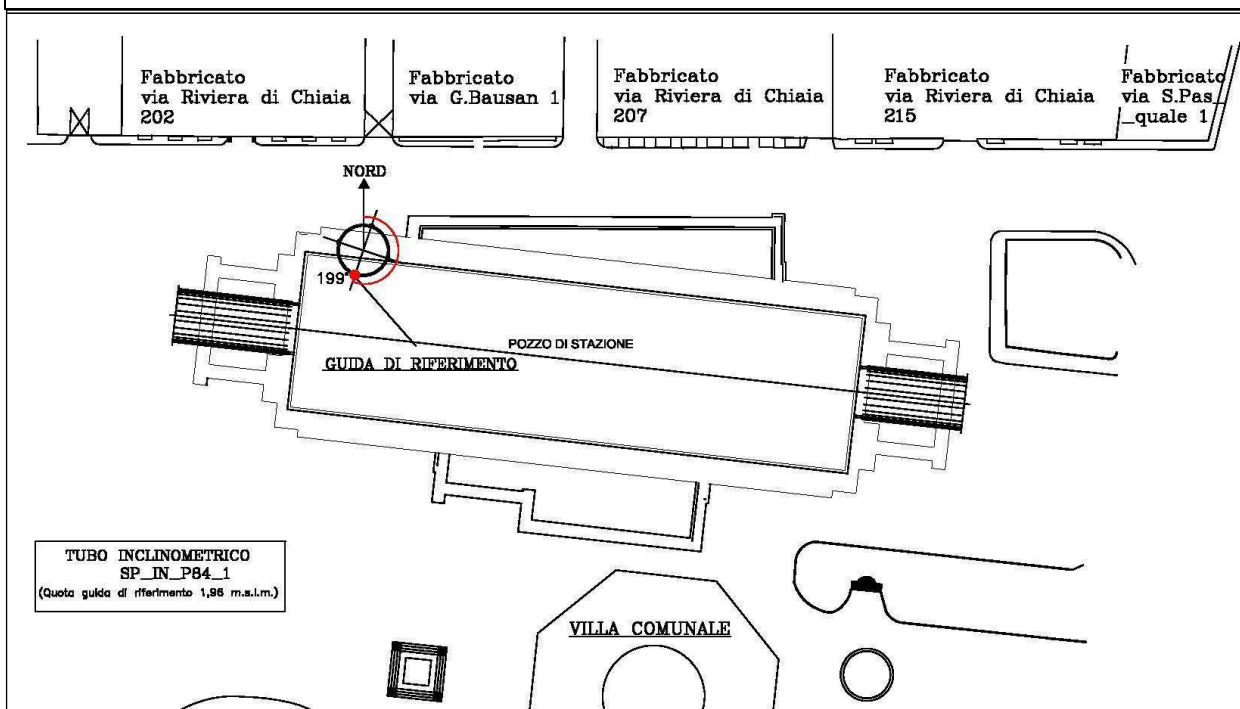 Fabbricato
via Riviera di Chiaia
202
Fabbricato
via G.Bausan 1
Fabbricato
via Riviera di Chiaia
207
Fabbricato
via Riviera di Chiaia
215
Fabbricato
via S.Pas_
_quale 1
NORD
199°
POZZO DI STAZIONE
GUIDA DI RIFERIMENTO
TUBO INCLINOMETRICO
SP_IN_P84_1
(Quota guida di riferimento 1,96 m.s.l.m.)
VILLA COMUNALE